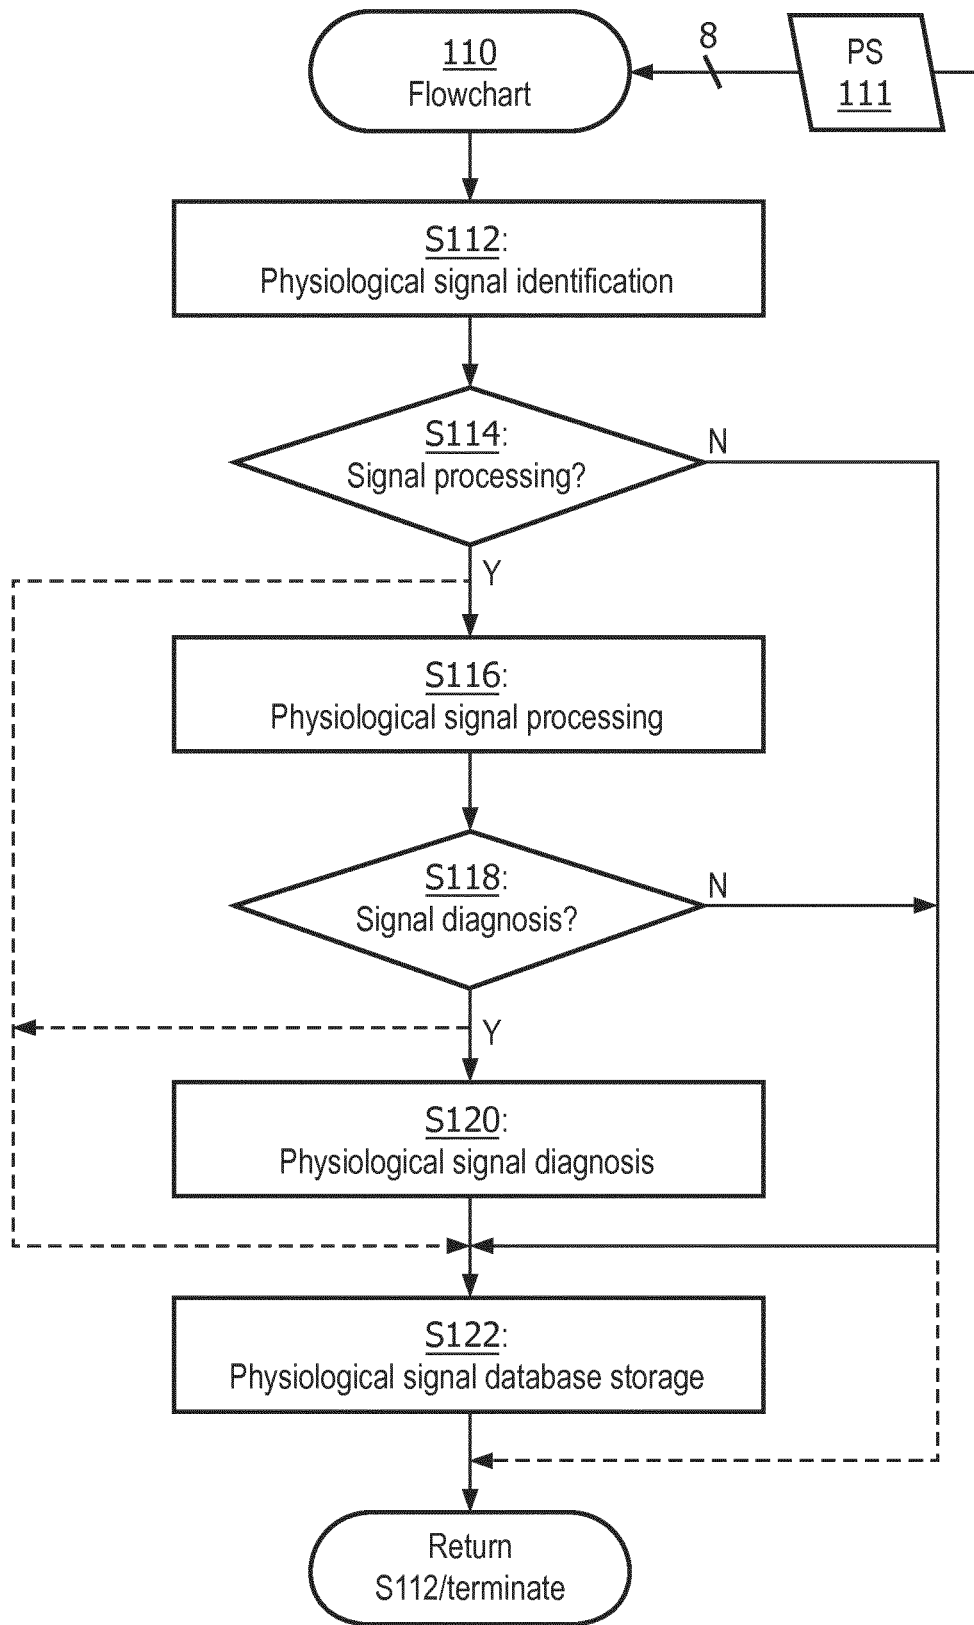 110
Flowchart
8
PS
111
S112:
Physiological signal identification
S114:
Signal processing?
N
Y
S116:
Physiological signal processing
S118:
Signal diagnosis?
N
Y
S120:
Physiological signal diagnosis
S122:
Physiological signal database storage
Return
S112/terminate